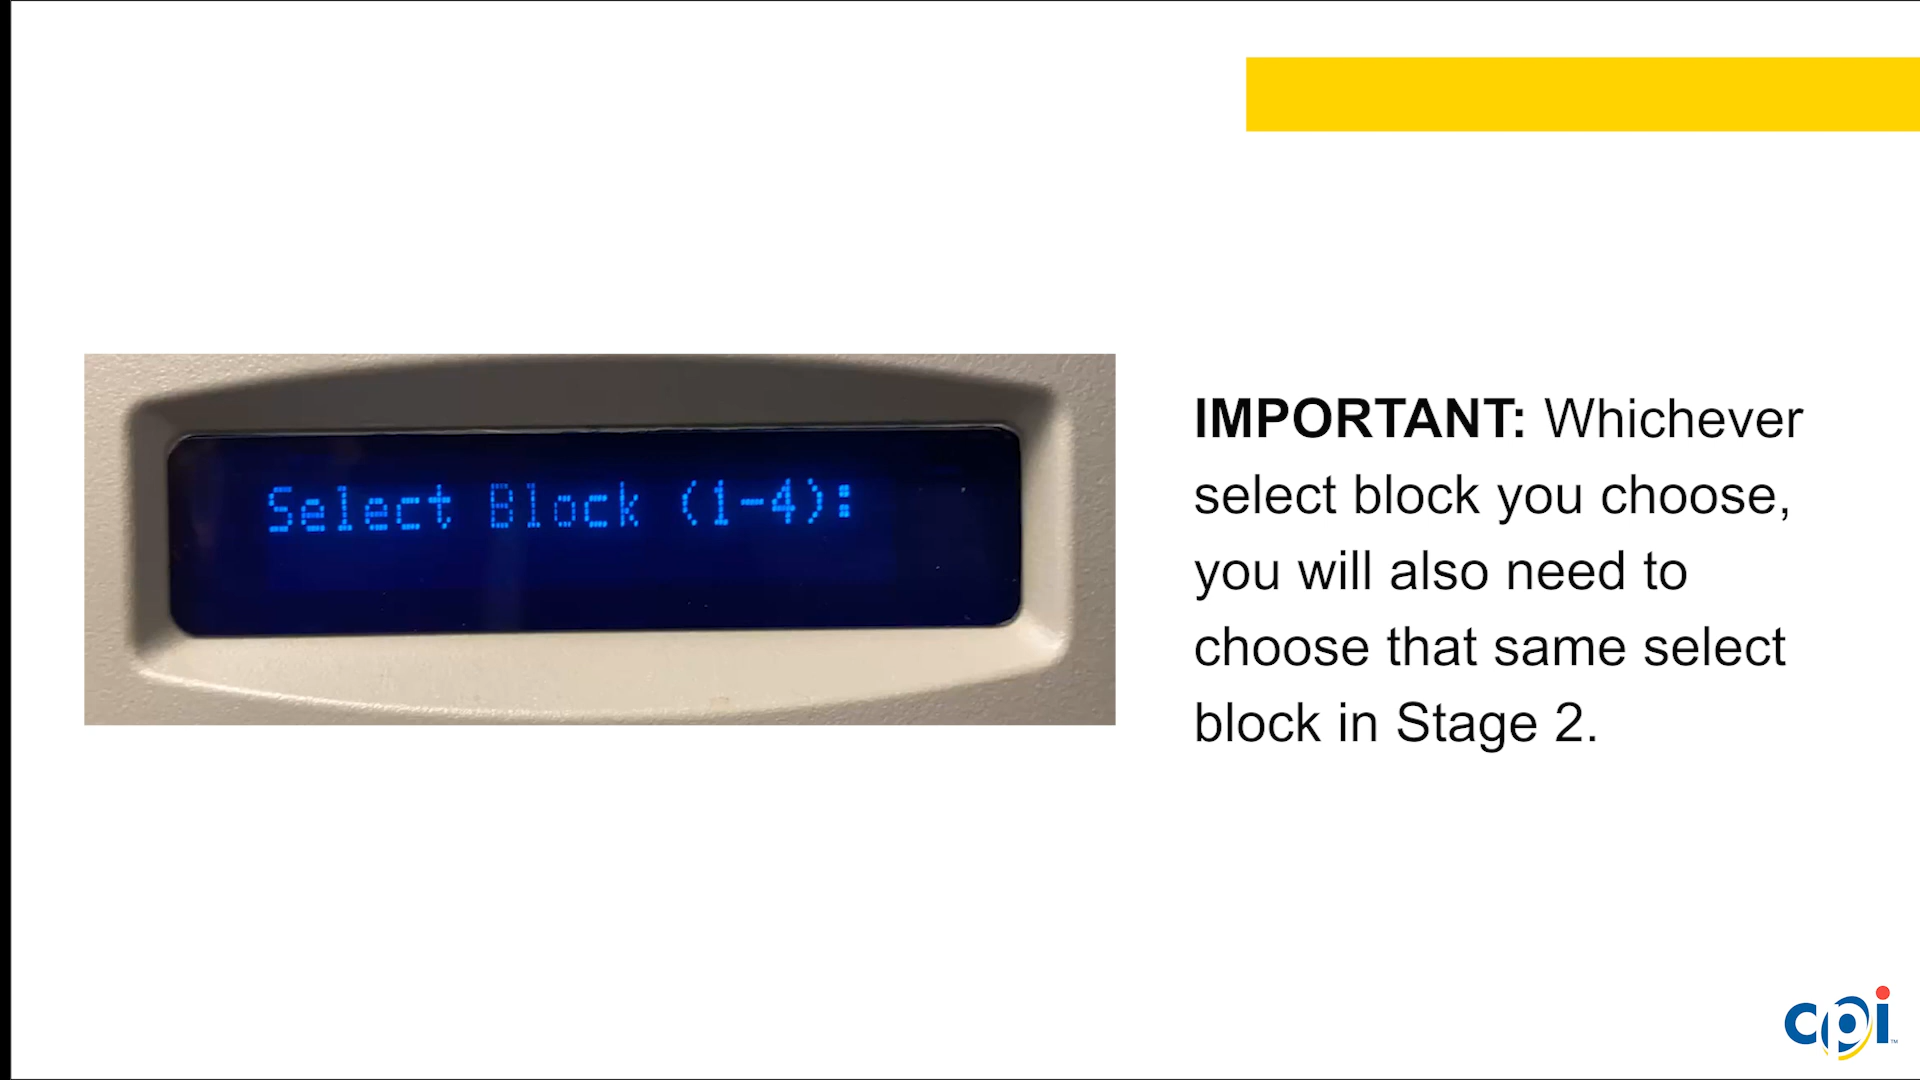 Select Block (1-4):
IMPORTANT: Whichever
select block you choose,
you will also need to
choose that same select
block in Stage 2.
cpi™